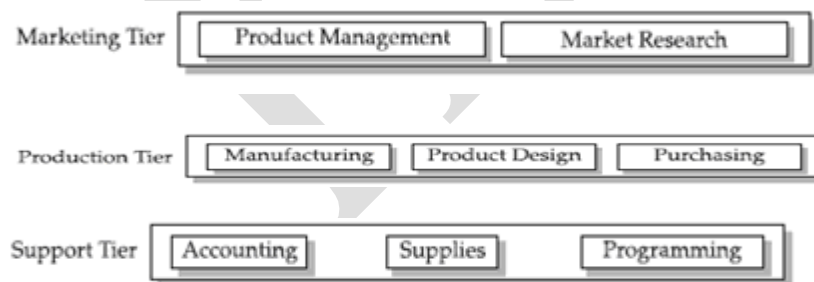 Marketing Tier Product Management Market Research
Production Tier Manufacturing Product Design Purchasing
Support Tier Accounting Supplies Programming